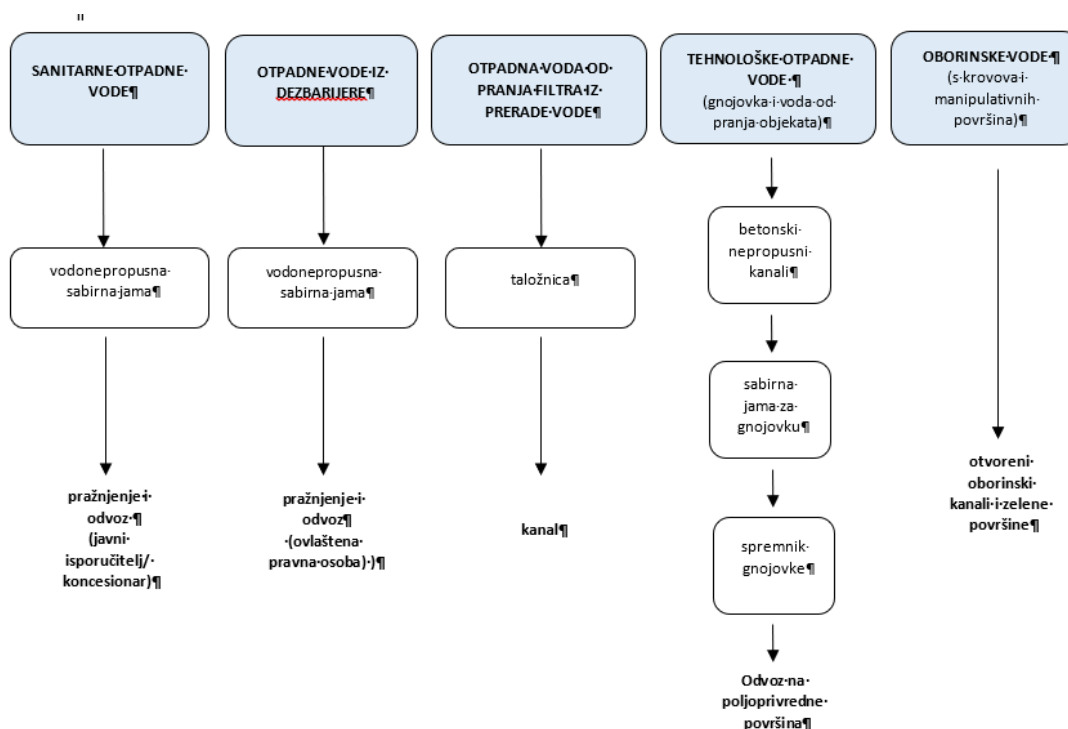 SANITARNE·OTPADNE·
VODE¶
OTPADNE·VODE·IZ·
DEZBARIJERE¶
OTPADNA·VODA·OD·
PRANJA·FILTRA·IZ·
PRERADE·VODE¶
TEHNOLOŠKE·OTPADNE·
VODE·¶
(gnojovka·i·voda·od·
pranja·objekata)¶
OBORINSKE·VODE·¶
(s·krovova·i·
manipulativnih·
površina)¶
vodonepropusna·
sabirna·jama¶
vodonepropusna·
sabirna·jama¶
taložnica¶
betonski·
nepropusni·
kanali¶
sabirna·
jama·za·
gnojovku¶
spremnik·
gnojovke¶
pražnjenje·i·
odvoz·¶
(javni·
isporučitelj/·
koncesionar)¶
pražnjenje·i·
odvoz¶
·(ovlaštena·
pravna·osoba)·)¶
kanal¶
Odvoz·na·
poljoprivredne·
površina¶
otvoreni·
oborinski·
kanali·i·zelene·
površine¶